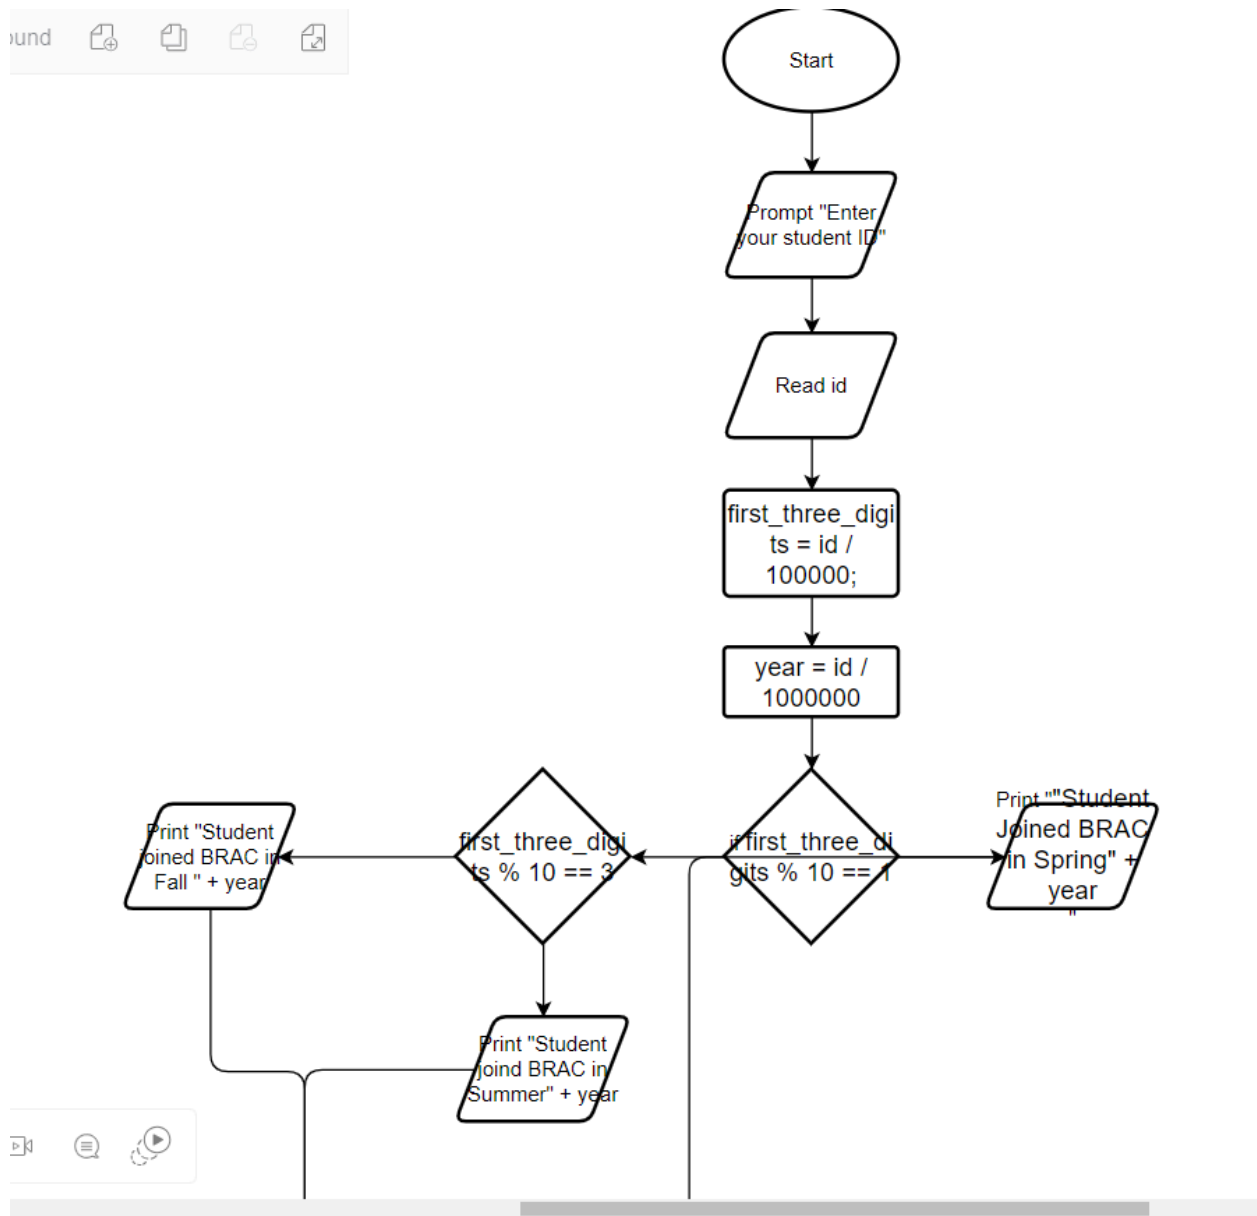 ound
Start
Prompt "Enter
your student ID"
Read id
first_three_digi
ts = id /
100000;
year = id /
1000000
if first_three_di
gits % 10 == 1
Print ""Student
Joined BRAC
in Spring" +
year
"
first_three_digi
ts % 10 == 3
Print "Student
joined BRAC in
Fall " + year
Print "Student
joind BRAC in
Summer" + year